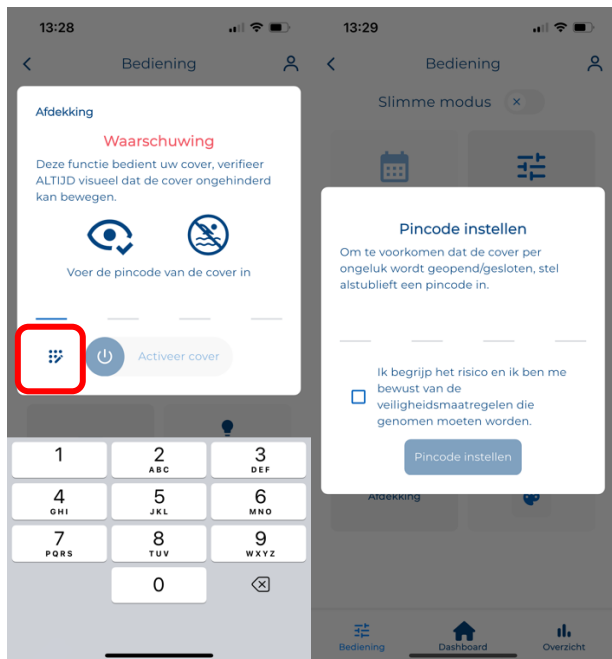 13:28
Bediening
Afdekking
Waarschuwing
Deze functie bedient uw cover, verifieer
ALTIJD visueel dat de cover ongehinderd
kan bewegen.
Voer de pincode van de cover in
Activeer cover
1
2
ABC
3
DEF
4
GHI
5
JKL
6
MNO
7
PQRS
8
TUV
9
WXYZ
0
13:29
Bediening
Slimme modus
Pincode instellen
Om te voorkomen dat de cover per
ongeluk wordt geopend/gesloten, stel
alstublieft een pincode in.
Ik begrijp het risico en ik ben me
bewust van de
veiligheidsmaatregelen die
genomen moeten worden.
Pincode instellen
Afdekking
Bediening
Dashboard
Overzicht